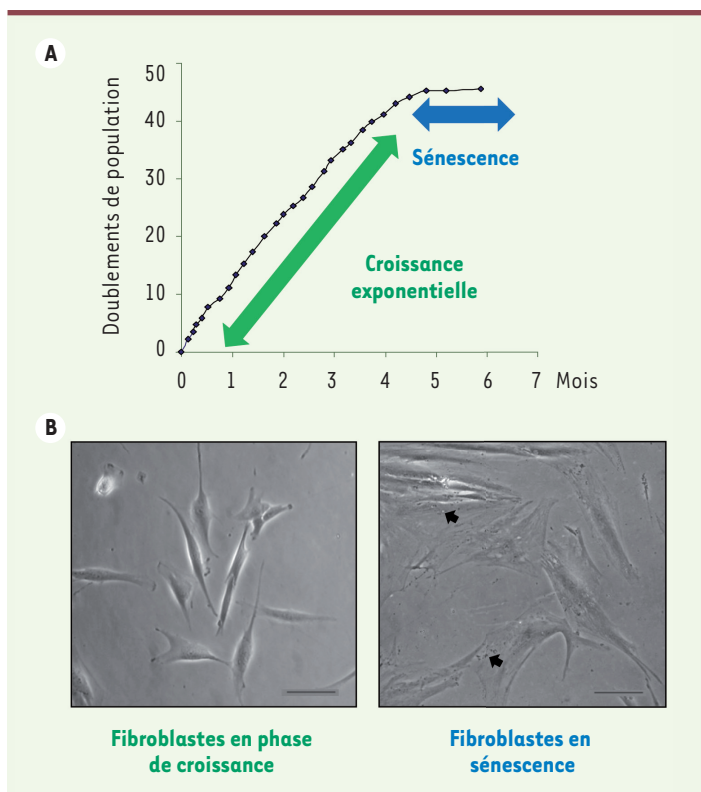 A
Doublements de population
50
40
30
20
10
0
0 1 2 3 4 5 6 7 Mois
Sénescence
Croissance
exponentielle
B
Fibroblastes en phase
de croissance
Fibroblastes en
sénescence